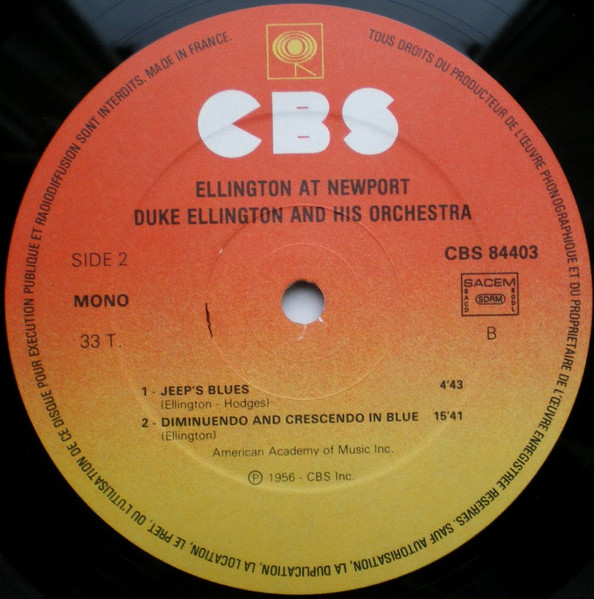 CBS
ELLINGTON AT NEWPORT
DUKE ELLINGTON AND HIS ORCHESTRA
SIDE 2
CBS 84403
MONO
SACEM
SACD
SDRM
SGDL
33 T.
B
1 - JEEP'S BLUES 4'43
(Ellington - Hodges)
2 - DIMINUENDO AND CRESCENDO IN BLUE 15'41
(Ellington)
American Academy of Music Inc.
Ⓟ 1956 - CBS Inc.
TOUS DROITS DU PRODUCTEUR DE L'ŒUVRE PHONOGRAPHIQUE ET DU PROPRIETAIRE DE L'ŒUVRE ENREGISTREE RESERVES. SAUF AUTORISATION, LA DUPLICATION, LA LOCATION, LE PRET, OU L'UTILISATION DE CE DISQUE POUR EXECUTION PUBLIQUE ET RADIODIFFUSION SONT INTERDITS. MADE IN FRANCE.